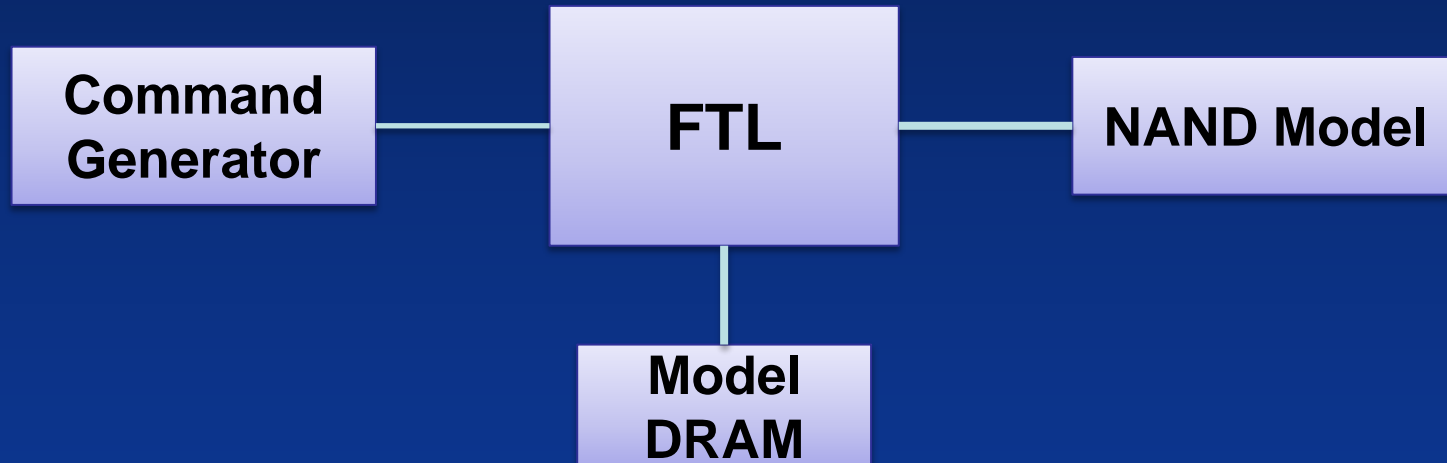 Command
Generator
FTL
NAND Model
Model
DRAM